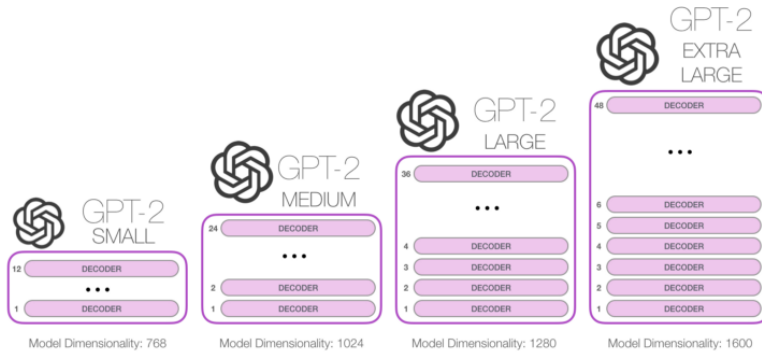 GPT-2
SMALL
12 DECODER
1 DECODER
Model Dimensionality: 768
GPT-2
MEDIUM
24 DECODER
2 DECODER
1 DECODER
Model Dimensionality: 1024
GPT-2
LARGE
36 DECODER
4 DECODER
3 DECODER
2 DECODER
1 DECODER
Model Dimensionality: 1280
GPT-2
EXTRA
LARGE
48 DECODER
6 DECODER
5 DECODER
4 DECODER
3 DECODER
2 DECODER
1 DECODER
Model Dimensionality: 1600